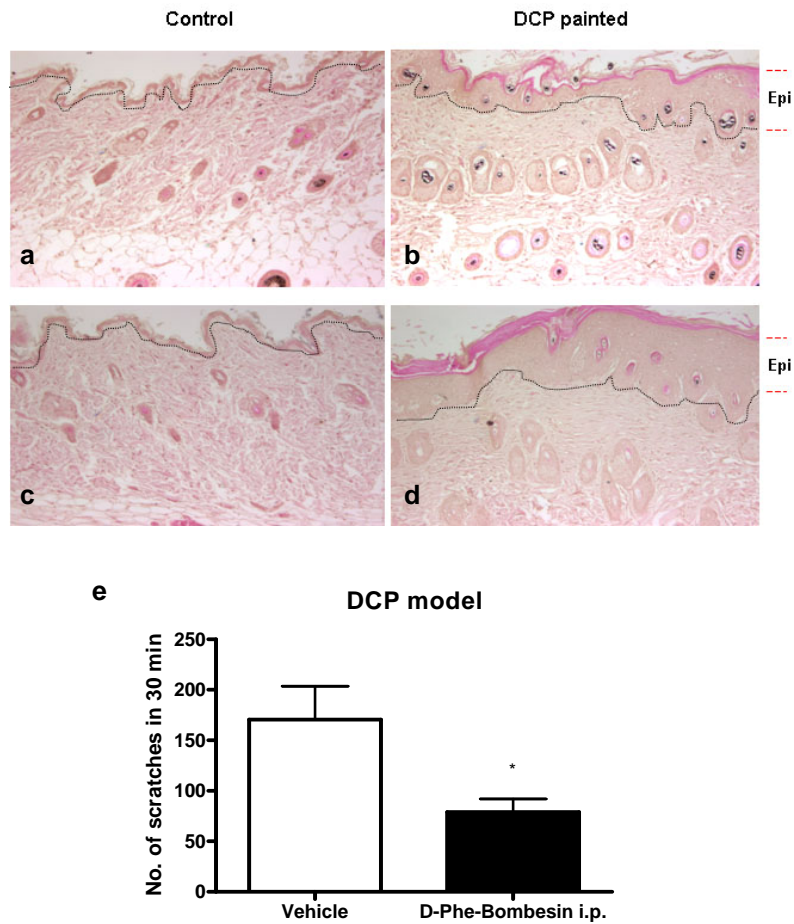 Control
DCP painted
Epi
a
b
Epi
c
d
e
DCP model
No. of scratches in 30 min
250
200
150
100
50
0
*
Vehicle
D-Phe-Bombesin i.p.